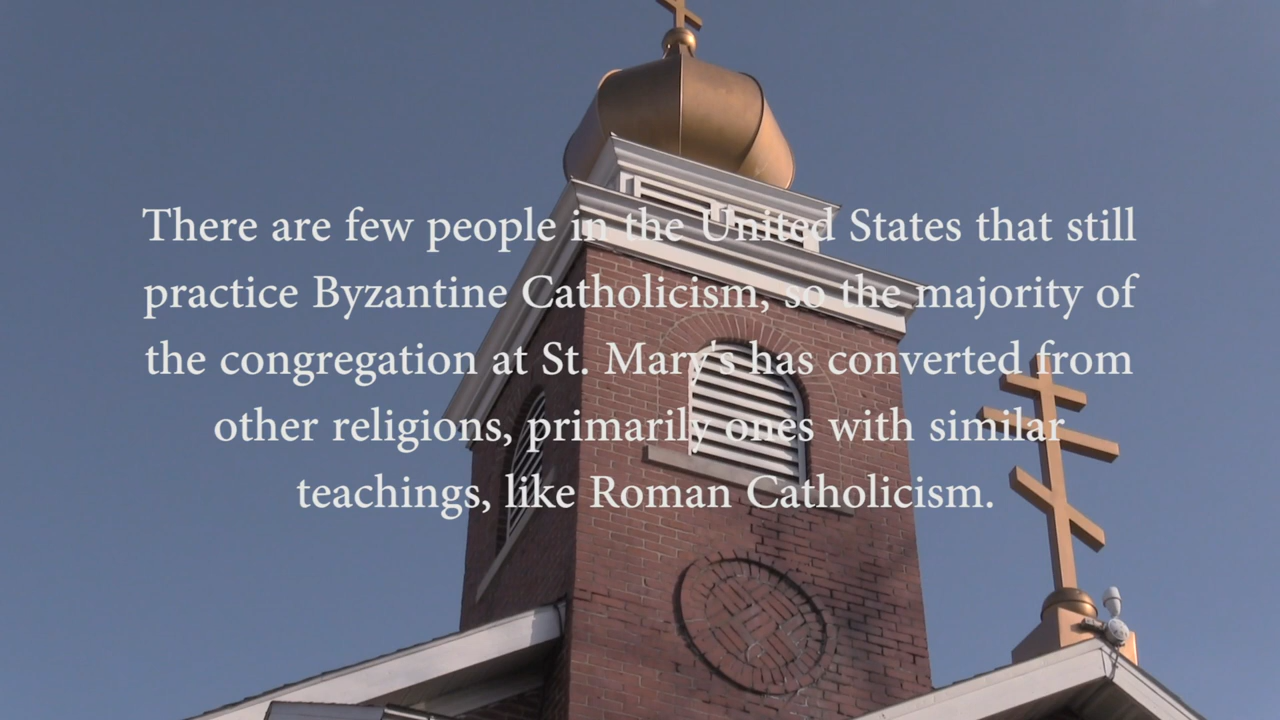 There are few people in the United States that still
practice Byzantine Catholicism, so the majority of
the congregation at St. Mary's has converted from
other religions, primarily ones with similar
teachings, like Roman Catholicism.